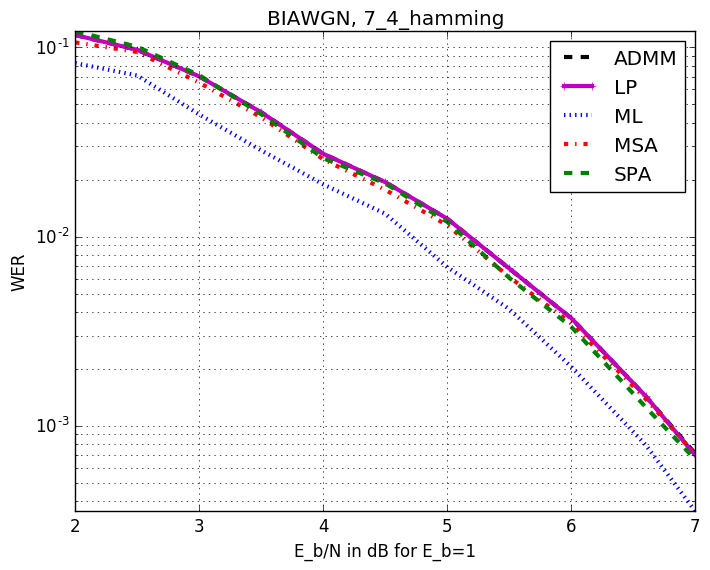 BIAWGN, 7_4_hamming
ADMM
LP
ML
MSA
SPA
WER
10^-1
10^-2
10^-3
2 3 4 5 6 7
E_b/N in dB for E_b=1